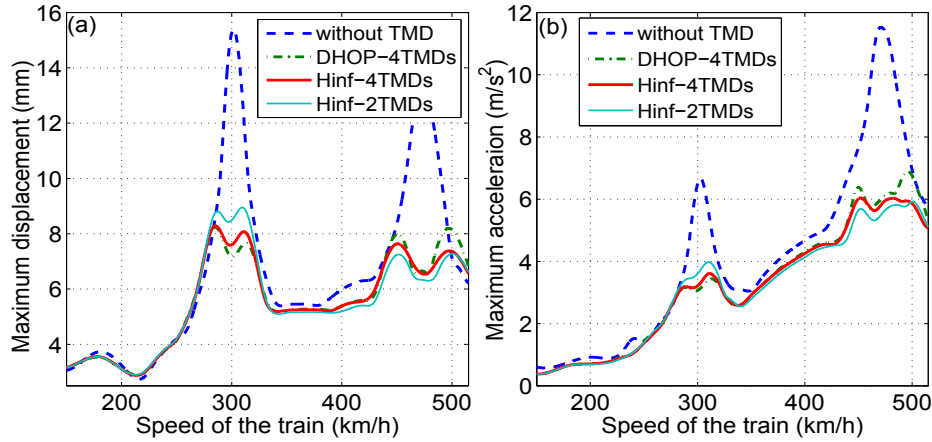 (a)
without TMD
DHOP−4TMDs
Hinf−4TMDs
Hinf−2TMDs
Maximum displacement (mm)
16
14
12
10
8
6
4
200
300
400
500
Speed of the train (km/h)
(b)
without TMD
DHOP−4TMDs
Hinf−4TMDs
Hinf−2TMDs
Maximum acceleraion (m/s²)
12
10
8
6
4
2
0
200
300
400
500
Speed of the train (km/h)